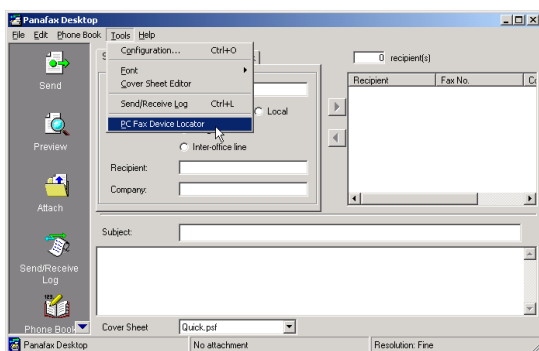 Panafax Desktop
File Edit Phone Book Tools Help
Configuration... Ctrl+O
Font
Cover Sheet Editor
Send/Receive Log Ctrl+L
PC Fax Device Locator
Send
Preview
Attach
Send/Receive
Log
Phone Book
Local
Inter-office line
Recipient:
Company:
0 recipient(s)
Recipient Fax No.
Subject:
Cover Sheet Quick.psf
Panafax Desktop No attachment Resolution: Fine